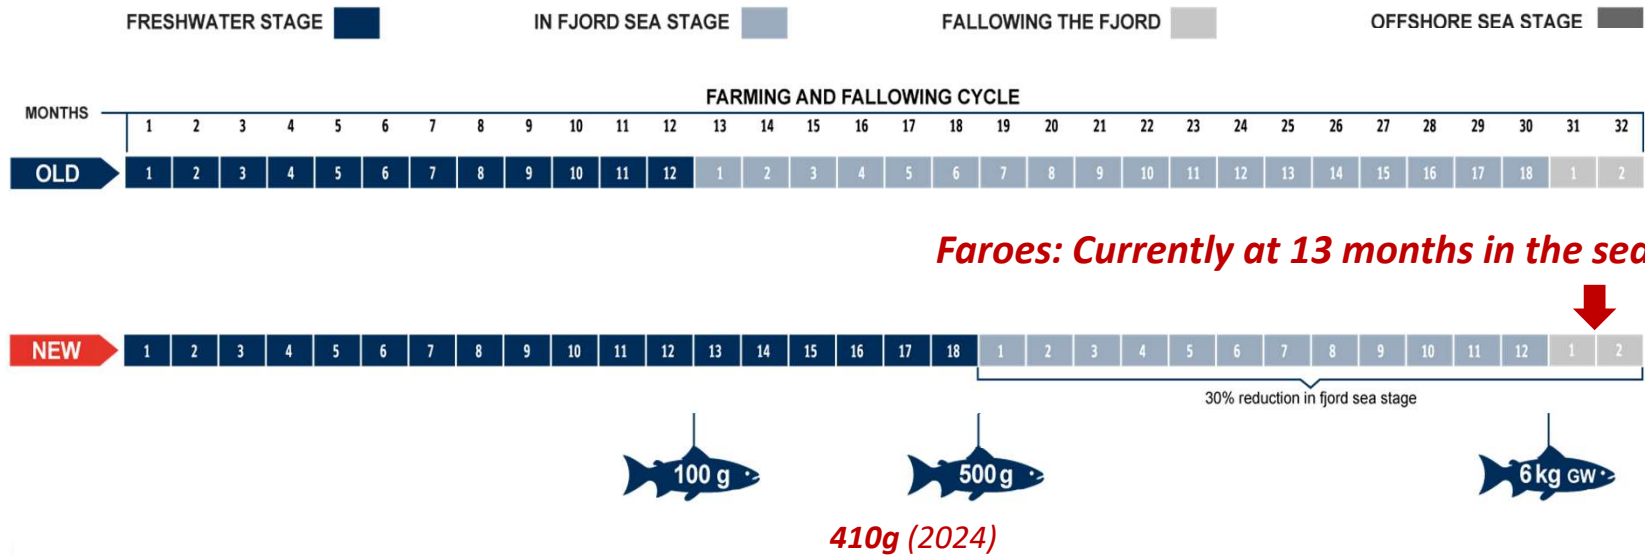 FRESHWATER STAGE IN FJORD SEA STAGE FALLOWING THE FJORD OFFSHORE SEA STAGE
FARMING AND FALLOWING CYCLE
MONTHS 1 2 3 4 5 6 7 8 9 10 11 12 13 14 15 16 17 18 19 20 21 22 23 24 25 26 27 28 29 30 31 32
OLD 1 2 3 4 5 6 7 8 9 10 11 12 1 2 3 4 5 6 7 8 9 10 11 12 13 14 15 16 17 18 1 2
Faroes: Currently at 13 months in the sea
NEW 1 2 3 4 5 6 7 8 9 10 11 12 13 14 15 16 17 18 1 2 3 4 5 6 7 8 9 10 11 12 1 2
30% reduction in fjord sea stage
100 g 500 g 6 kg GW
410g (2024)